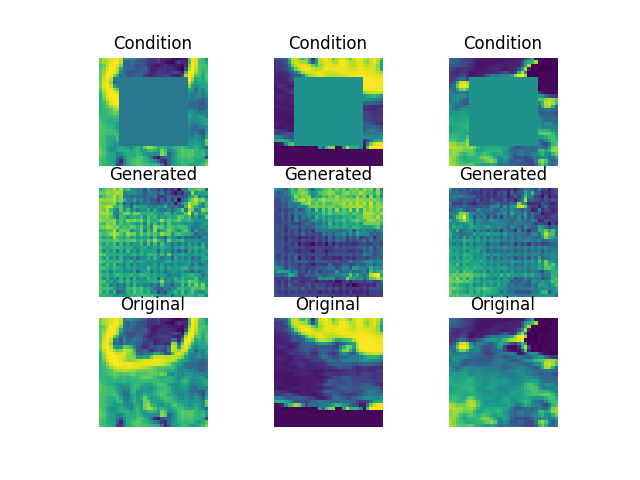 Condition Condition Condition
Generated Generated Generated
Original Original Original